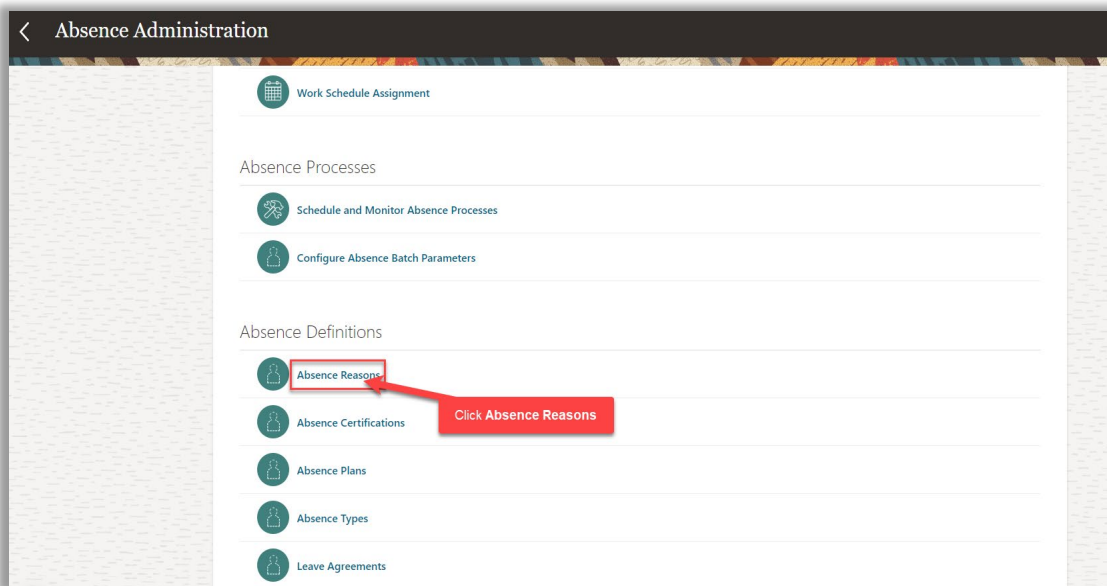 Absence Administration
Work Schedule Assignment
Absence Processes
Schedule and Monitor Absence Processes
Configure Absence Batch Parameters
Absence Definitions
Absence Reasons
Click Absence Reasons
Absence Certifications
Absence Plans
Absence Types
Leave Agreements